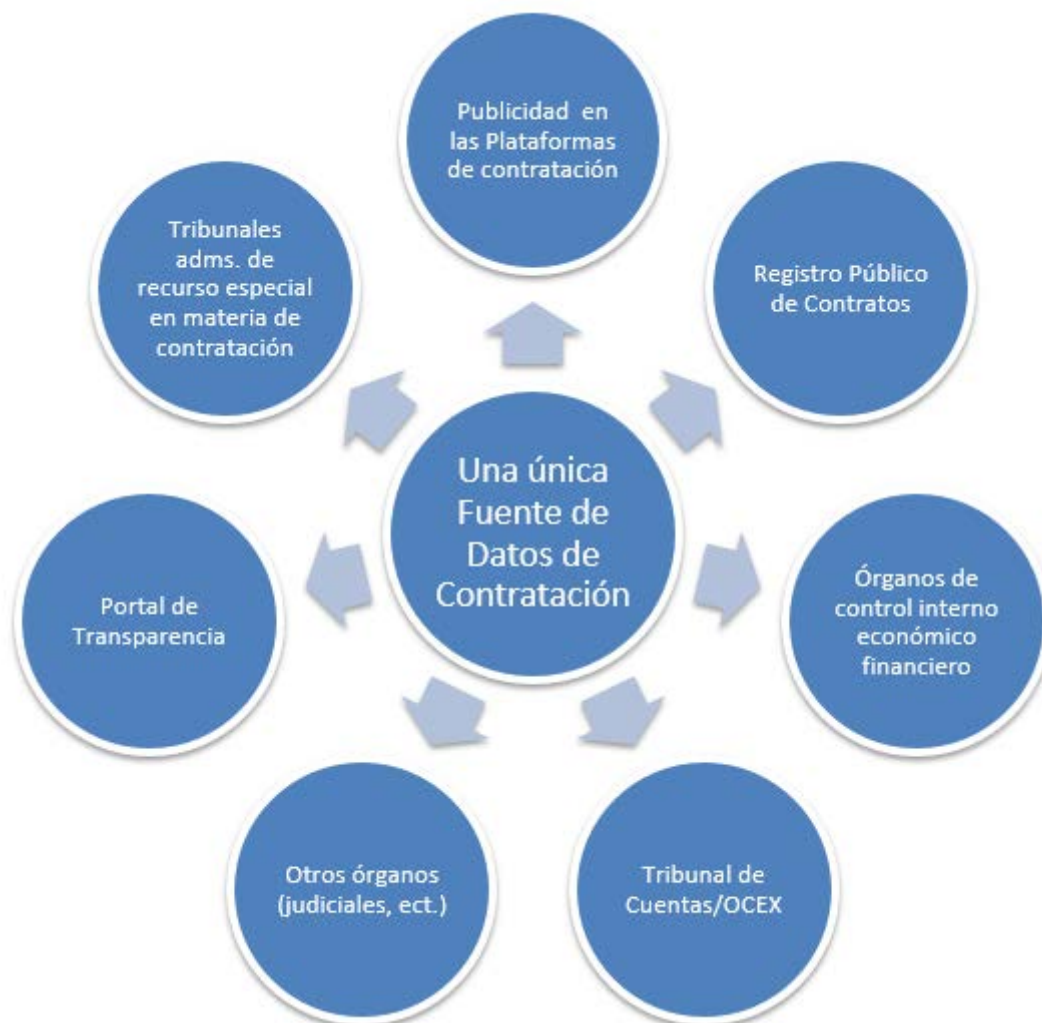 Publicidad en
las Plataformas
de contratación
Tribunales
adms. de
recurso especial
en materia de
contratación
Registro Público
de Contratos
Una única
Fuente de
Datos de
Contratación
Portal de
Transparencia
Órganos de
control interno
económico
financiero
Otros órganos
(judiciales, ect.)
Tribunal de
Cuentas/OCEX